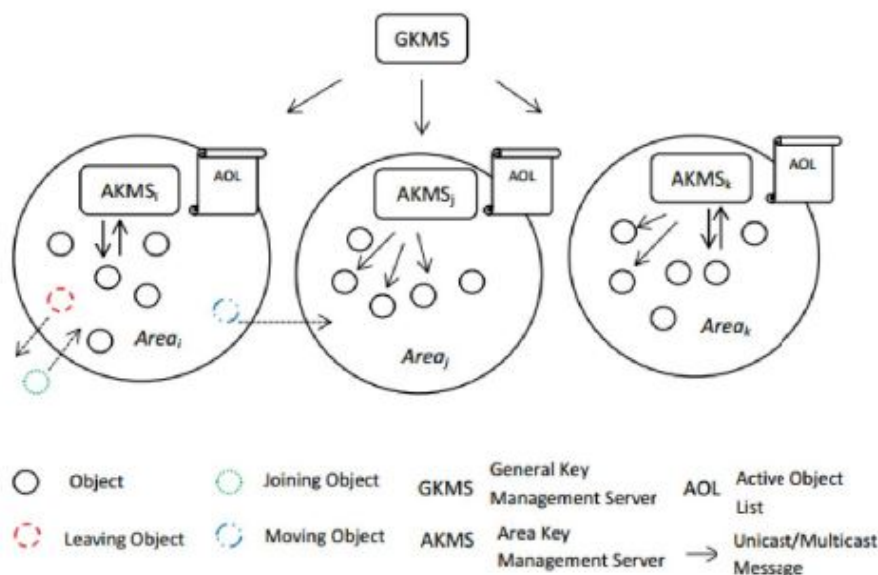 GKMS
AOL
AOL
AOL
AKMSi
AKMSj
AKMSk
Areai
Areaj
Areak
Object
Joining Object
GKMS
General Key
Management Server
AOL
Active Object
List
Leaving Object
Moving Object
AKMS
Area Key
Management Server
Unicast/Multicast
Message